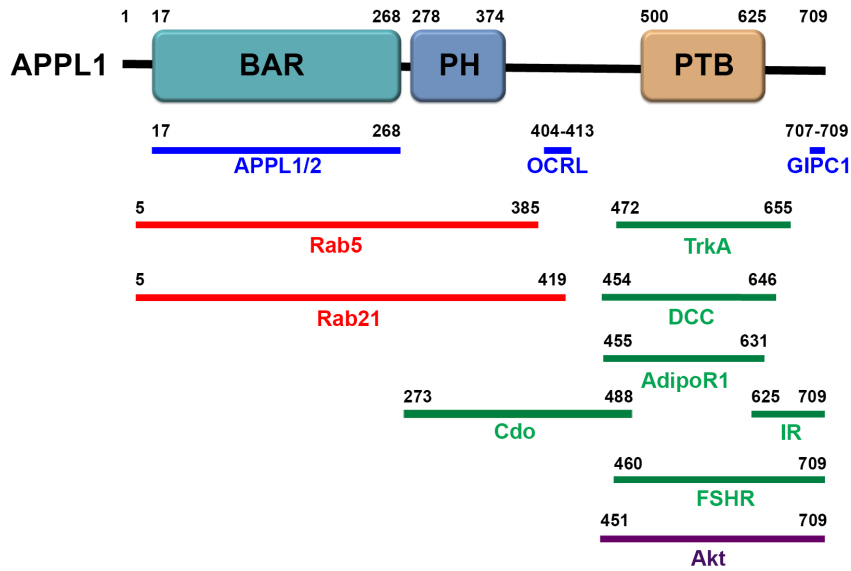 1 17 268 278 374 500 625 709
APPL1 BAR PH PTB
17 268 404-413 707-709
APPL1/2 OCRL GIPC1
5 385 472 655
Rab5 TrkA
5 419 454 646
Rab21 DCC
455 631
AdipoR1
273 488 625 709
Cdo IR
460 709
FSHR
451 709
Akt